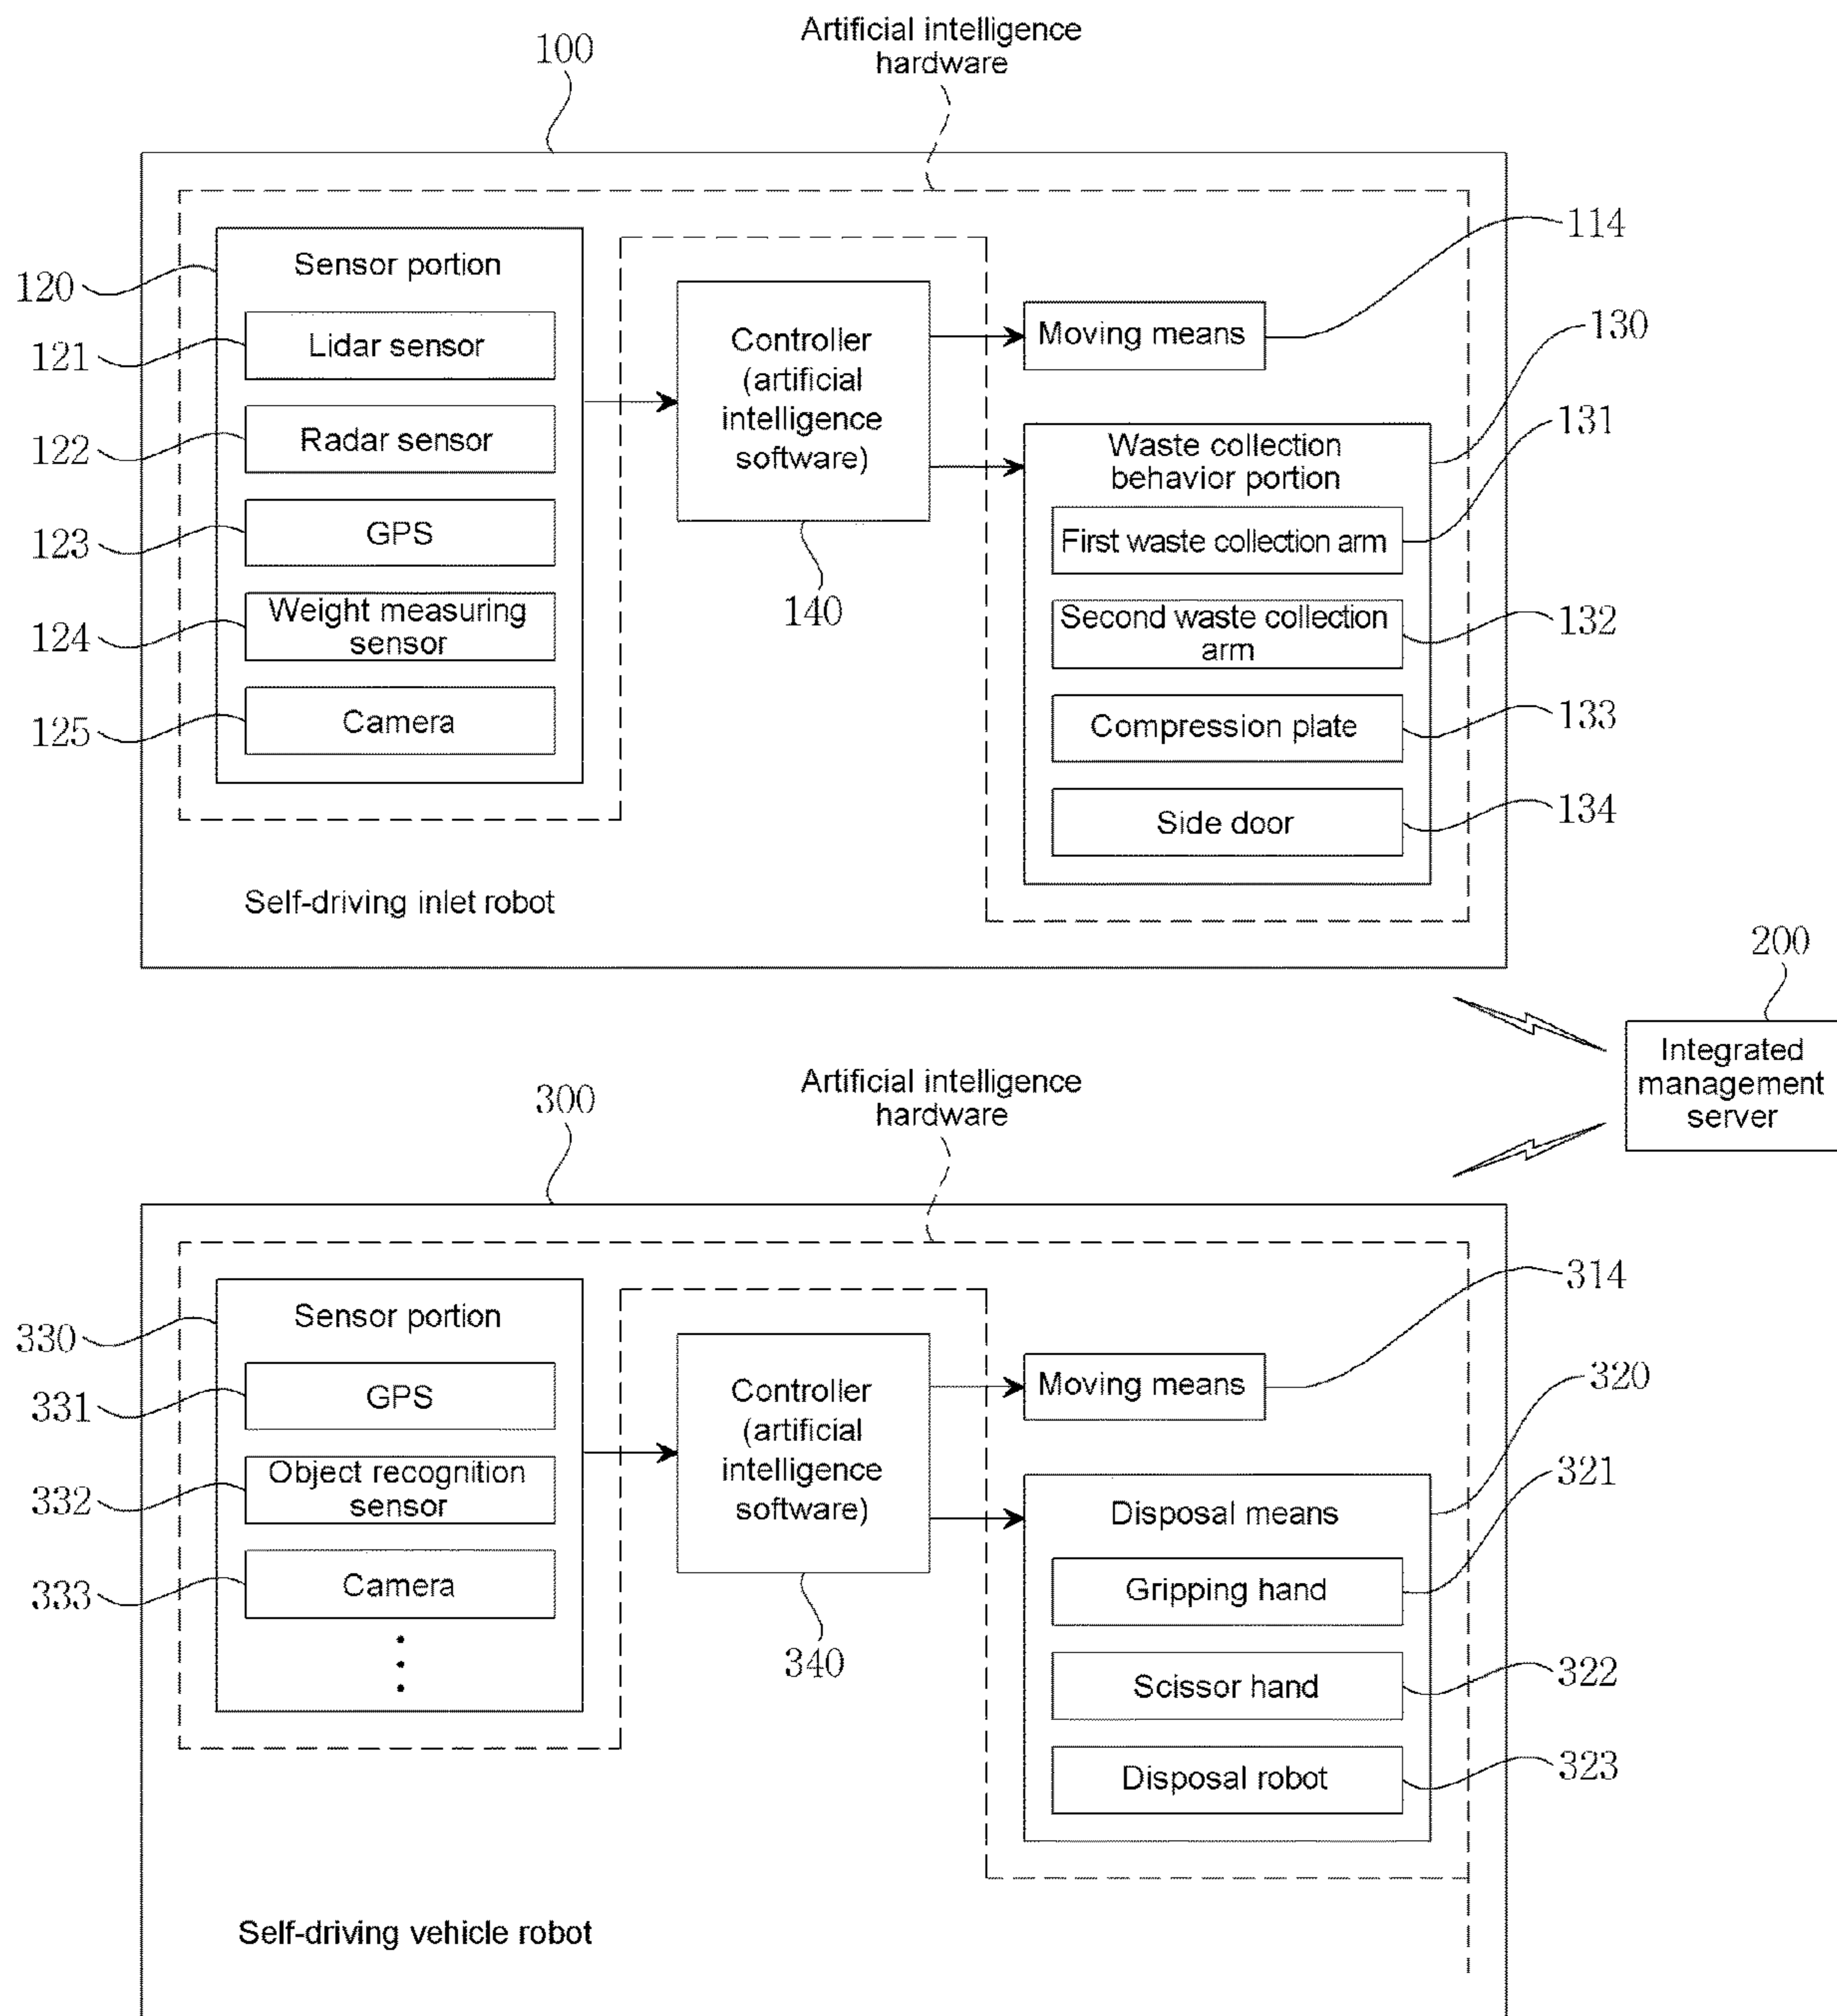 Artificial intelligence
hardware
100
114
120
Sensor portion
121
Lidar sensor
122
Radar sensor
123
GPS
124
Weight measuring
sensor
125
Camera
Controller
(artificial
intelligence
software)
140
Moving means
130
131
Waste collection
behavior portion
First waste collection arm
Second waste collection
arm
132
Compression plate
133
Side door
134
Self-driving inlet robot
200
Integrated
management
server
Artificial intelligence
hardware
300
314
330
Sensor portion
331
GPS
332
Object recognition
sensor
333
Camera
Controller
(artificial
intelligence
software)
340
Moving means
320
321
Disposal means
Gripping hand
Scissor hand
322
Disposal robot
323
Self-driving vehicle robot